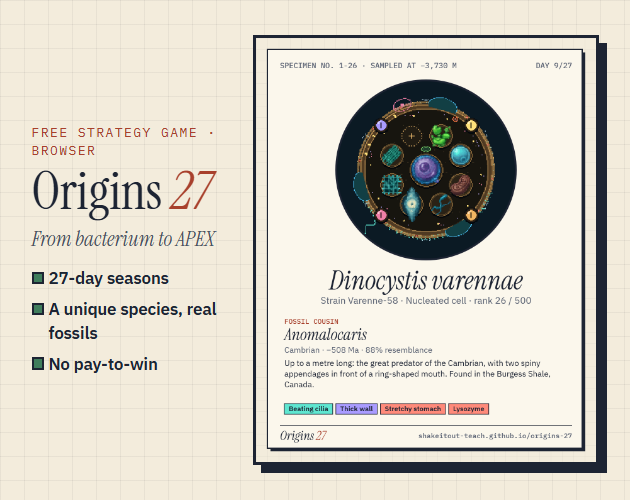 FREE STRATEGY GAME ·
BROWSER
Origins 27
From bacterium to APEX
27-day seasons
A unique species, real
fossils
No pay-to-win
SPECIMEN NO. 1-26 · SAMPLED AT −3,730 M
DAY 9/27
Dinocystis varennae
Strain Varenne-58 · Nucleated cell · rank 26 / 500
FOSSIL COUSIN
Anomalocaris
Cambrian · ~508 Ma · 88% resemblance
Up to a metre long: the great predator of the Cambrian, with two spiny
appendages in front of a ring-shaped mouth. Found in the Burgess Shale,
Canada.
Beating cilia
Thick wall
Stretchy stomach
Lysozyme
Origins 27
shakeitout-teach.github.io/origins-27